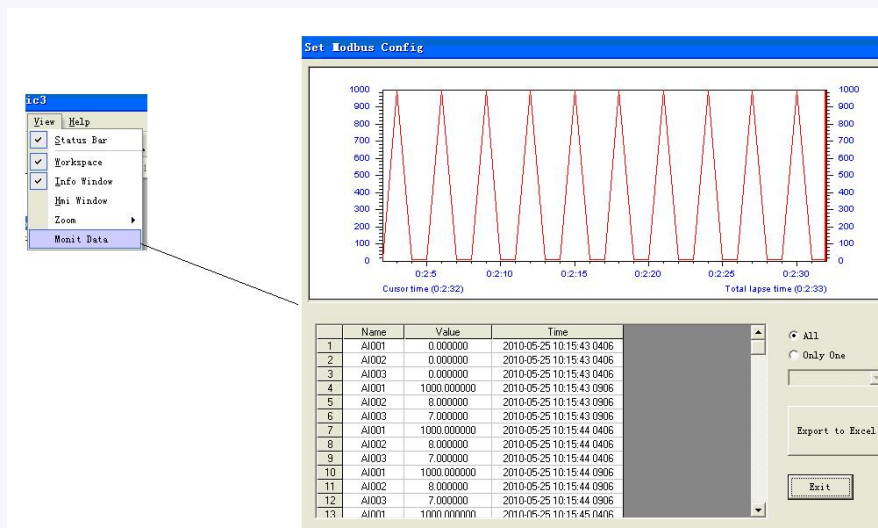 ic3
View Help
Status Bar
Workspace
Info Window
Hmi Window
Zoom
Monit Data
Set Modbus Config
1000 1000
900 900
800 800
700 700
600 600
500 500
400 400
300 300
200 200
100 100
0 0
0:2:5 0:2:10 0:2:15 0:2:20 0:2:25 0:2:30
Cursor time (0:2:32) Total lapse time (0:2:33)
Name Value Time
1 AI001 0.000000 2010-05-25 10:15:43 0406
2 AI002 0.000000 2010-05-25 10:15:43 0406
3 AI003 0.000000 2010-05-25 10:15:43 0406
4 AI001 1000.000000 2010-05-25 10:15:43 0906
5 AI002 8.000000 2010-05-25 10:15:43 0906
6 AI003 7.000000 2010-05-25 10:15:43 0906
7 AI001 1000.000000 2010-05-25 10:15:44 0406
8 AI002 8.000000 2010-05-25 10:15:44 0406
9 AI003 7.000000 2010-05-25 10:15:44 0406
10 AI001 1000.000000 2010-05-25 10:15:44 0906
11 AI002 8.000000 2010-05-25 10:15:44 0906
12 AI003 7.000000 2010-05-25 10:15:44 0906
13 AI001 1000.000000 2010-05-25 10:15:45 0406
All
Only One
Export to Excel
Exit